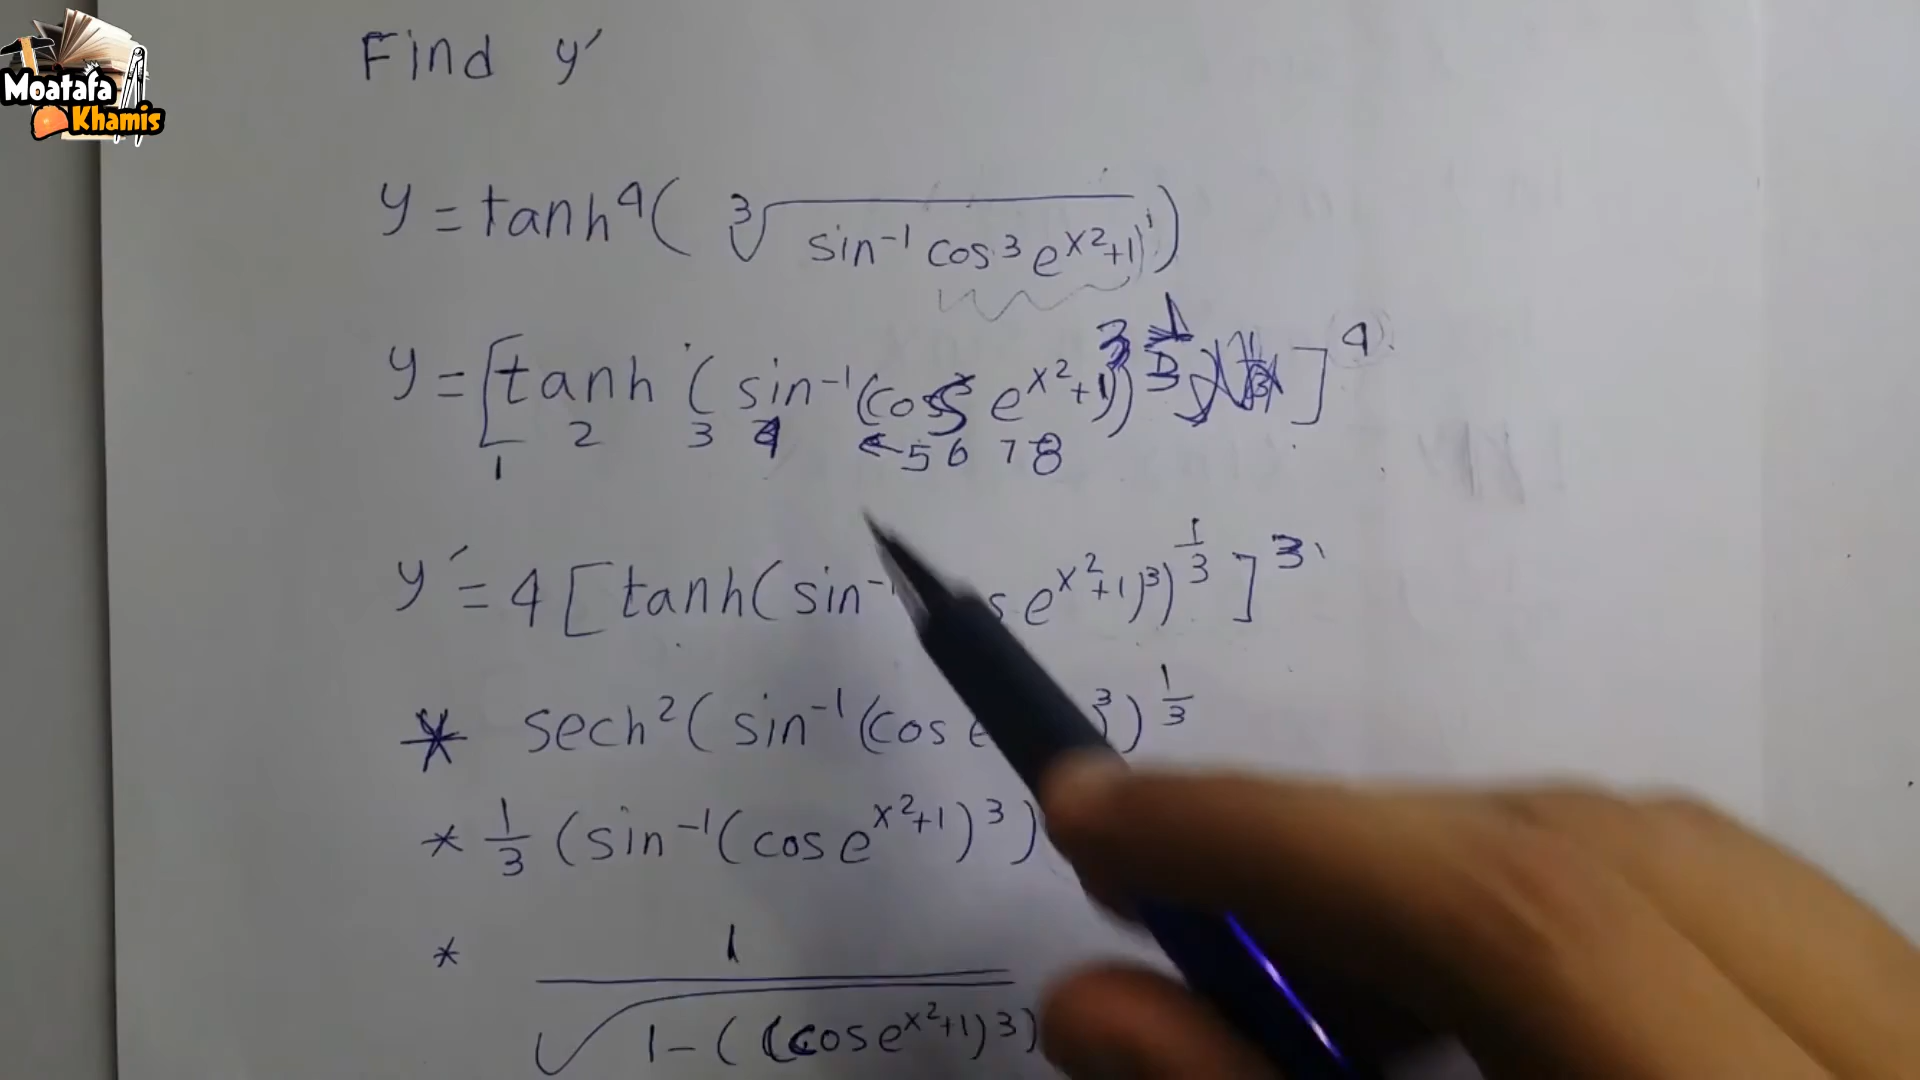 Moatafa
Khamis
Find y'
y = tanh⁴( ∛(sin⁻¹ cos³ e^(x²+1)) )
y = [tanh (sin⁻¹(cos e^(x²+1))³)^(1/3) ]⁴
1 2 3 4 ←5 6 7 8
y' = 4 [tanh(sin⁻ s e^(x²+1))³)^(1/3) ]³
* sech²(sin⁻¹(cos e )³)^(1/3)
* 1/3 (sin⁻¹(cos e^(x²+1))³)
* 1/√(1-((cos e^(x²+1))³)